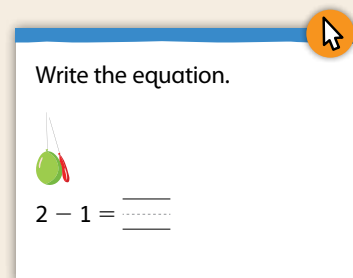 Write the equation.
2 − 1 =